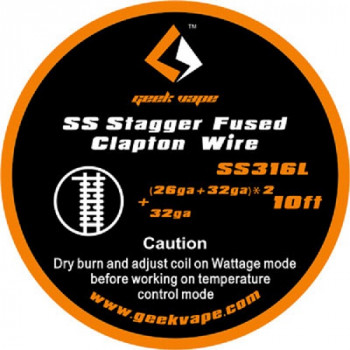 TM
geek vape
SS Stagger Fused
Clapton Wire
SS316L
(26ga+32ga)*2
+ 10ft
32ga
Caution
Dry burn and adjust coil on Wattage mode
before working on temperature
control mode
www.geekvape.com